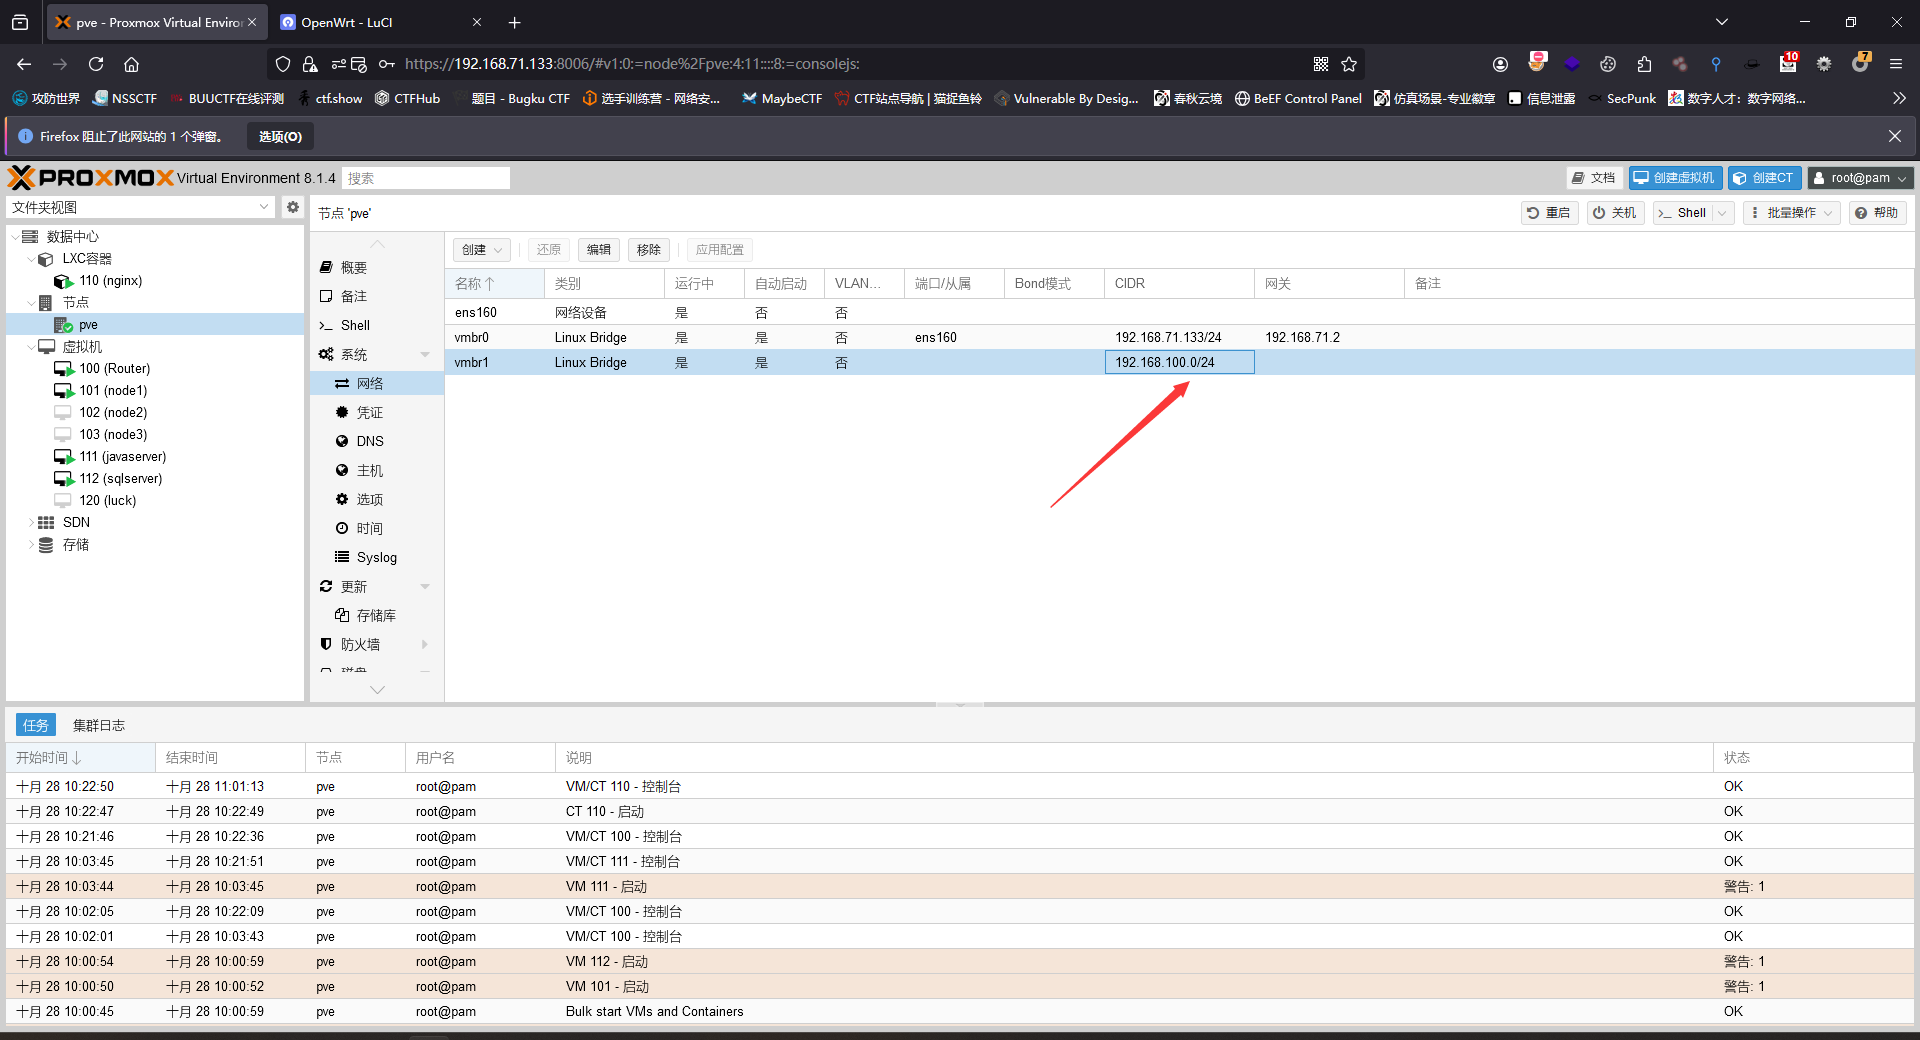 pve - Proxmox Virtual Enviror
OpenWrt - LuCI
https://192.168.71.133:8006/#v1:0:=node%2Fpve:4:11::::8:=consolejs:
10
7
攻防世界
NSSCTF
BUUCTF在线评测
ctf.show
CTFHub
题目 - Bugku CTF
选手训练营 - 网络安...
MaybeCTF
CTF站点导航 | 猫捉鱼铃
Vulnerable By Desig...
春秋云境
BeEF Control Panel
仿真场景-专业徽章
信息泄露
SecPunk
数字人才：数字网络...
Firefox 阻止了此网站的 1 个弹窗。
选项(O)
PROXMOX Virtual Environment 8.1.4
搜索
文档
创建虚拟机
创建CT
root@pam
文件夹视图
节点 'pve'
重启
关机
Shell
批量操作
帮助
数据中心
LXC容器
110 (nginx)
节点
pve
虚拟机
100 (Router)
101 (node1)
102 (node2)
103 (node3)
111 (javaserver)
112 (sqlserver)
120 (luck)
SDN
存储
概要
备注
Shell
系统
网络
凭证
DNS
主机
选项
时间
Syslog
更新
存储库
防火墙
创建
还原
编辑
移除
应用配置
名称 类别 运行中 自动启动 VLAN... 端口/从属 Bond模式 CIDR 网关 备注
ens160 网络设备 是 否 否
vmbr0 Linux Bridge 是 是 否 ens160 192.168.71.133/24 192.168.71.2
vmbr1 Linux Bridge 是 是 否 192.168.100.0/24
任务
集群日志
开始时间 结束时间 节点 用户名 说明 状态
十月 28 10:22:50 十月 28 11:01:13 pve root@pam VM/CT 110 - 控制台 OK
十月 28 10:22:47 十月 28 10:22:49 pve root@pam CT 110 - 启动 OK
十月 28 10:21:46 十月 28 10:22:36 pve root@pam VM/CT 100 - 控制台 OK
十月 28 10:03:45 十月 28 10:21:51 pve root@pam VM/CT 111 - 控制台 OK
十月 28 10:03:44 十月 28 10:03:45 pve root@pam VM 111 - 启动 警告: 1
十月 28 10:02:05 十月 28 10:22:09 pve root@pam VM/CT 100 - 控制台 OK
十月 28 10:02:01 十月 28 10:03:43 pve root@pam VM/CT 100 - 控制台 OK
十月 28 10:00:54 十月 28 10:00:59 pve root@pam VM 112 - 启动 警告: 1
十月 28 10:00:50 十月 28 10:00:52 pve root@pam VM 101 - 启动 警告: 1
十月 28 10:00:45 十月 28 10:00:59 pve root@pam Bulk start VMs and Containers OK